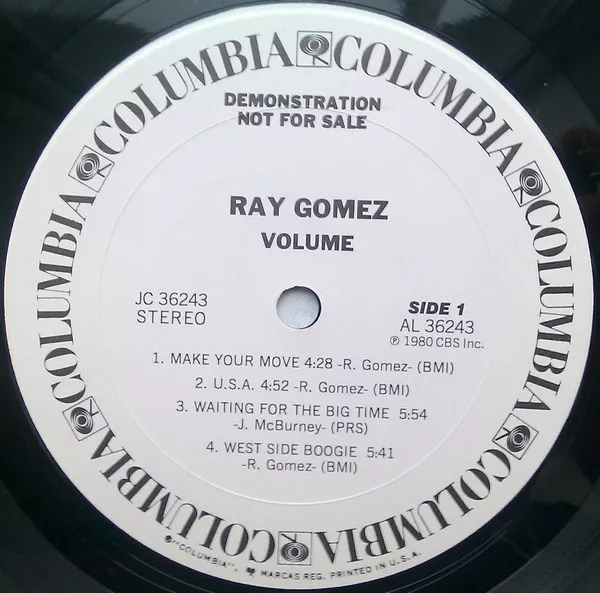 COLUMBIA COLUMBIA COLUMBIA COLUMBIA COLUMBIA COLUMBIA COLUMBIA COLUMBIA
DEMONSTRATION
NOT FOR SALE
RAY GOMEZ
VOLUME
JC 36243
STEREO
SIDE 1
AL 36243
℗ 1980 CBS Inc.
1. MAKE YOUR MOVE 4:28 -R. Gomez- (BMI)
2. U.S.A. 4:52 -R. Gomez- (BMI)
3. WAITING FOR THE BIG TIME 5:54
-J. McBurney- (PRS)
4. WEST SIDE BOOGIE 5:41
-R. Gomez- (BMI)
®"COLUMBIA", MARCAS REG. PRINTED IN U.S.A.